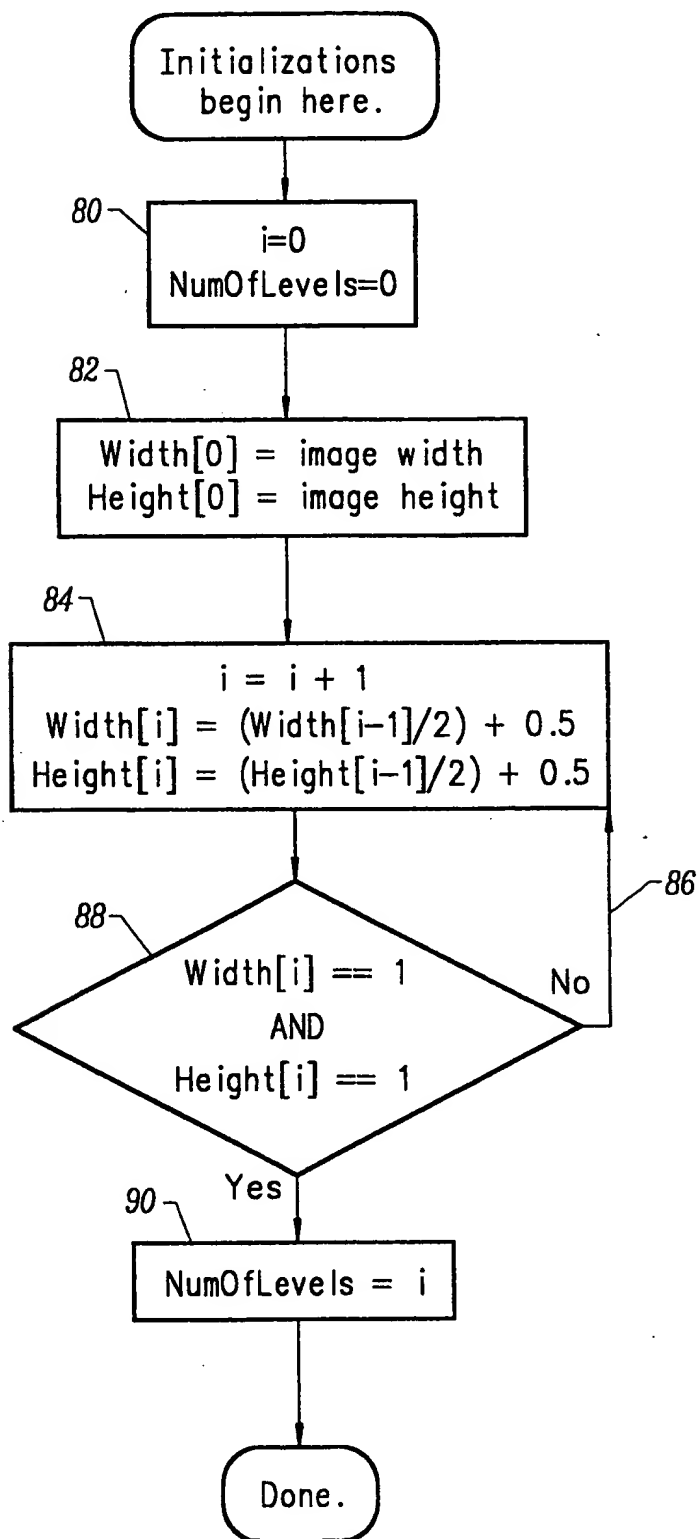 Initializations
begin here.
80
i=0
NumOfLevels=0
82
Width[0] = image width
Height[0] = image height
84
i = i + 1
Width[i] = (Width[i-1]/2) + 0.5
Height[i] = (Height[i-1]/2) + 0.5
86
88
Width[i] == 1
AND
Height[i] == 1
No
Yes
90
NumOfLevels = i
Done.